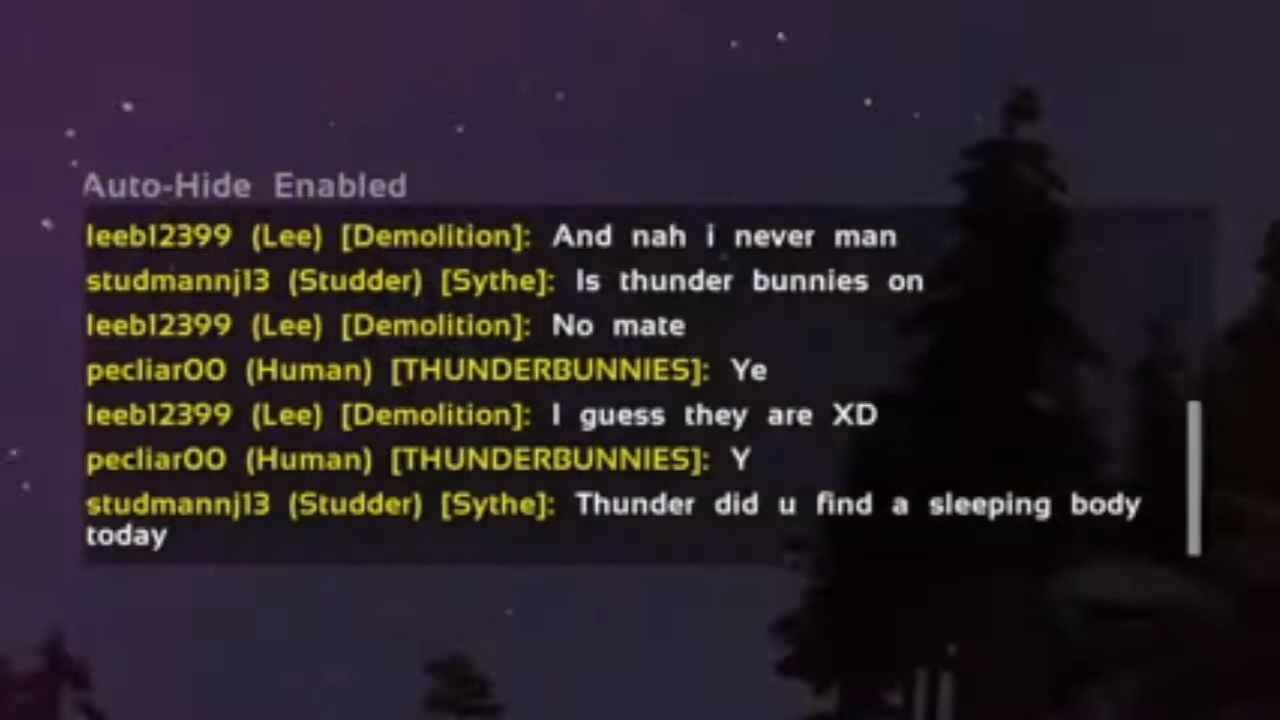 Auto-Hide Enabled
leeb12399 (Lee) [Demolition]: And nah i never man
studmannj13 (Studder) [Sythe]: Is thunder bunnies on
leeb12399 (Lee) [Demolition]: No mate
pecliar00 (Human) [THUNDERBUNNIES]: Ye
leeb12399 (Lee) [Demolition]: I guess they are XD
pecliar00 (Human) [THUNDERBUNNIES]: Y
studmannj13 (Studder) [Sythe]: Thunder did u find a sleeping body
today